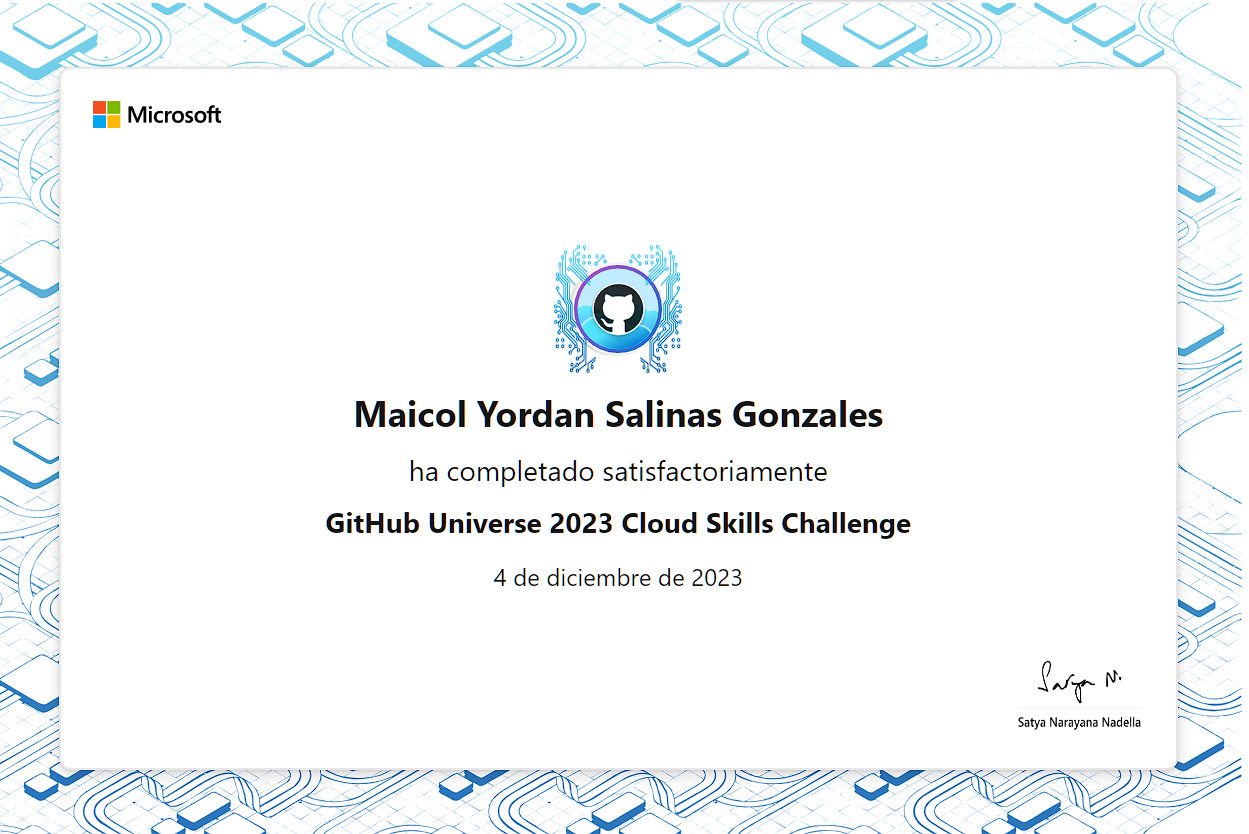 Microsoft
Maicol Yordan Salinas Gonzales
ha completado satisfactoriamente
GitHub Universe 2023 Cloud Skills Challenge
4 de diciembre de 2023
Satya N.
Satya Narayana Nadella